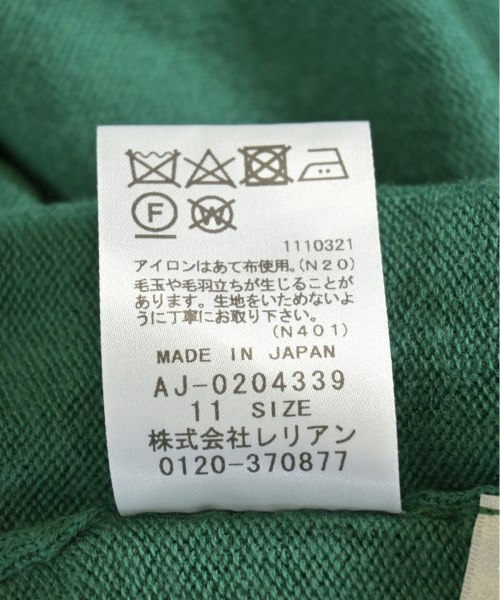 F W
1110321
アイロンはあて布使用。(N20)
毛玉や毛羽立ちが生じることが
あります。生地をいためないよ
うに丁寧にお取り下さい。
(N401)
MADE IN JAPAN
AJ-0204339
11 SIZE
株式会社レリアン
0120-370877